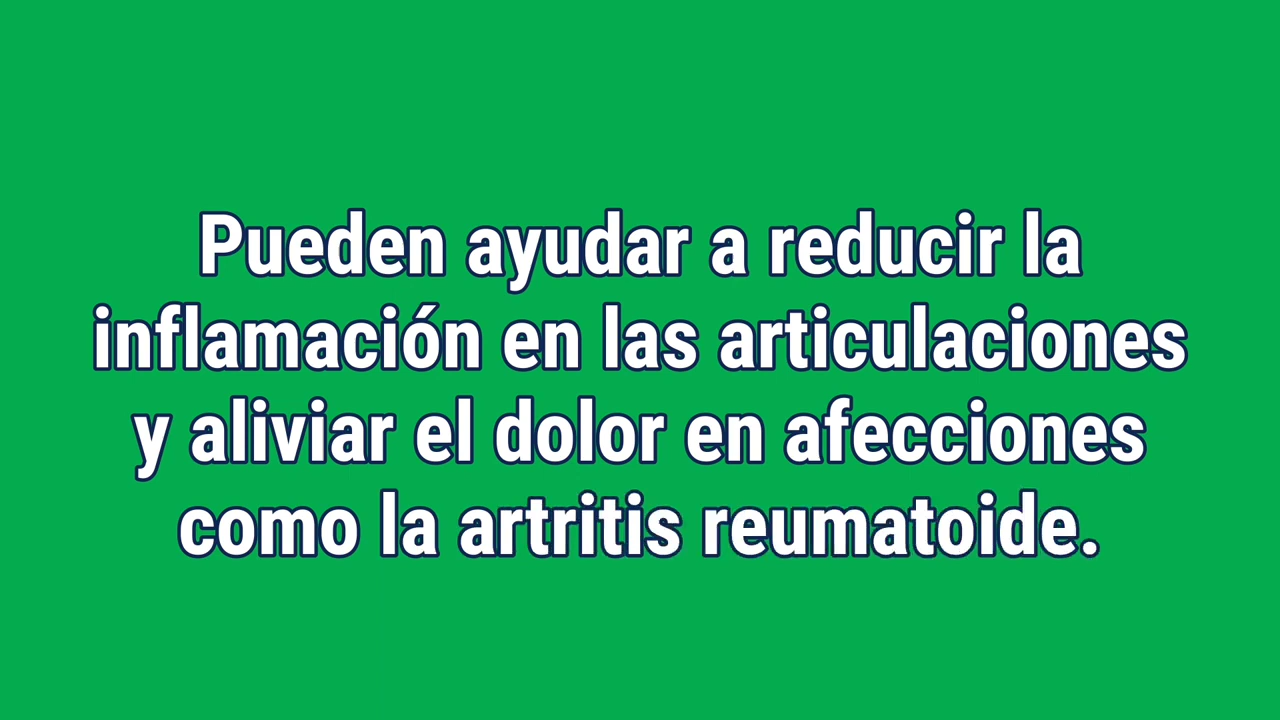 Pueden ayudar a reducir la
inflamación en las articulaciones
y aliviar el dolor en afecciones
como la artritis reumatoide.